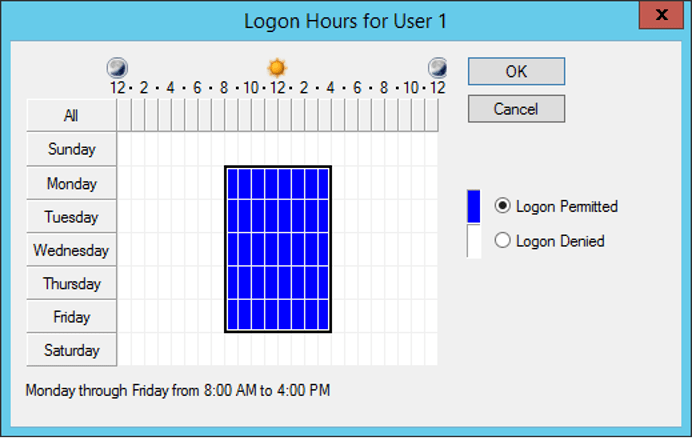 Logon Hours for User 1
x
OK
12 · 2 · 4 · 6 · 8 · 10 · 12 · 2 · 4 · 6 · 8 · 10 · 12
Cancel
All
Sunday
Monday
Tuesday
Wednesday
Thursday
Friday
Saturday
Logon Permitted
Logon Denied
Monday through Friday from 8:00 AM to 4:00 PM